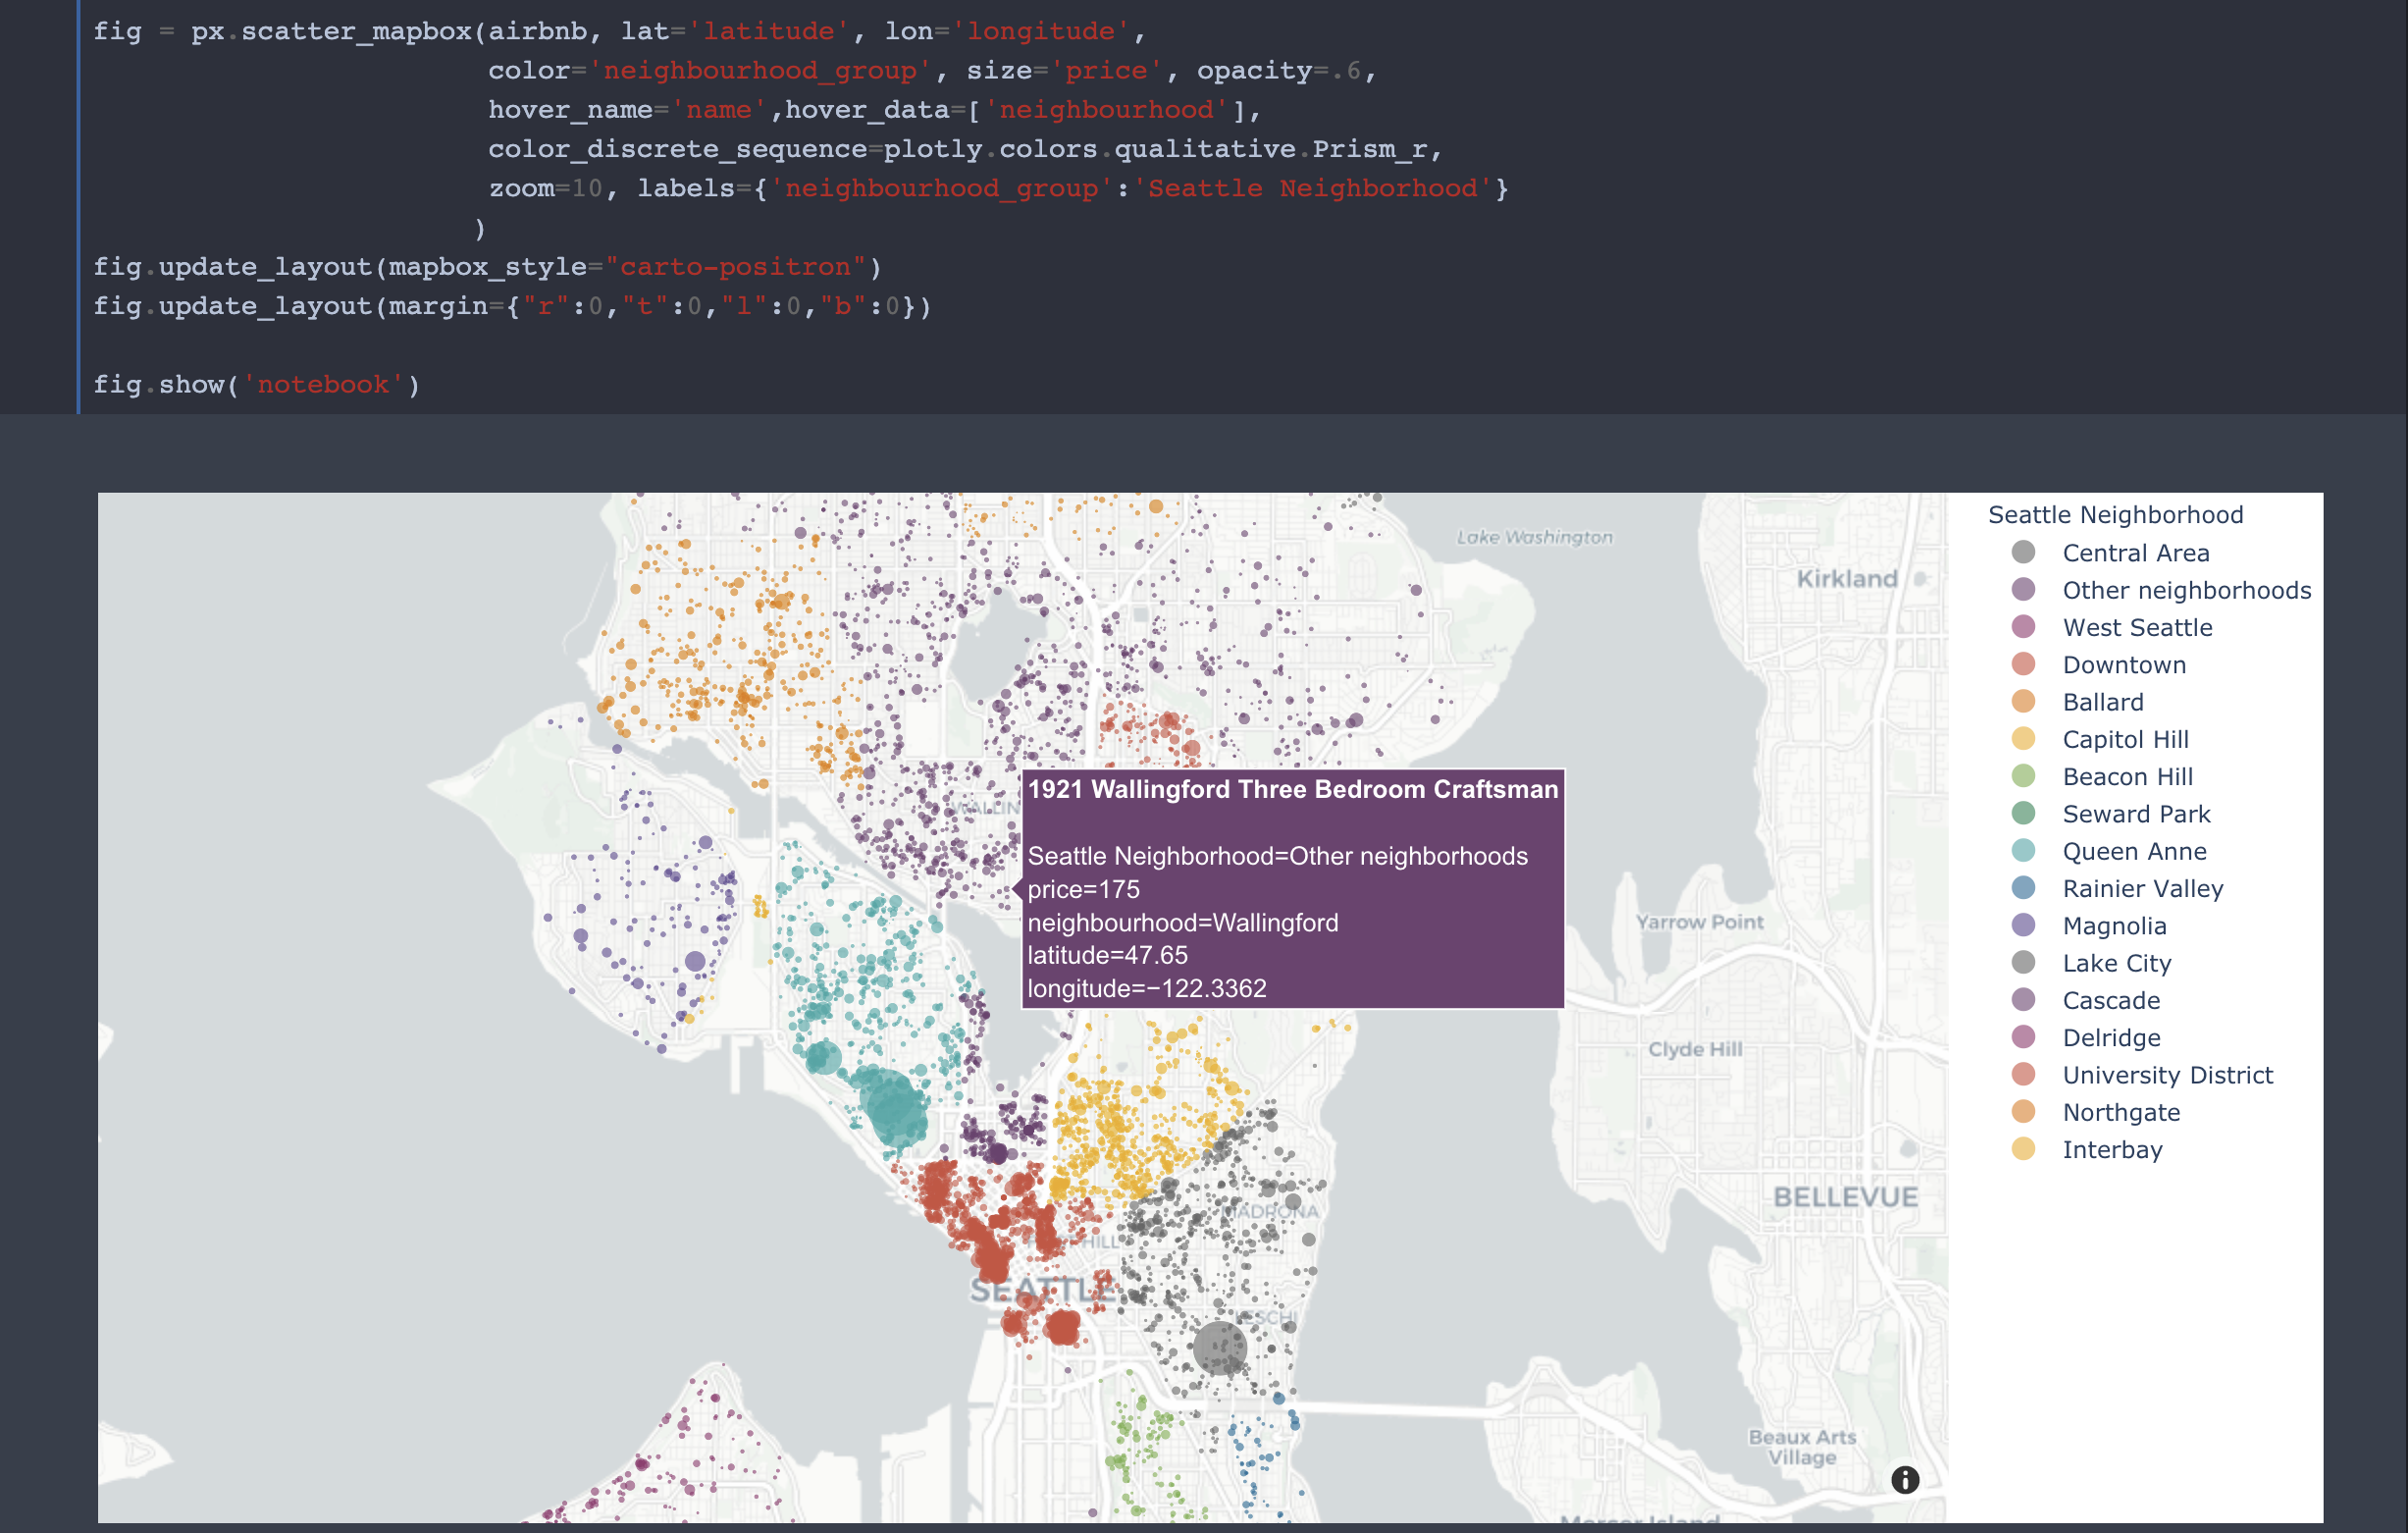 fig = px.scatter_mapbox(airbnb, lat='latitude', lon='longitude',
color='neighbourhood_group', size='price', opacity=.6,
hover_name='name',hover_data=['neighbourhood'],
color_discrete_sequence=plotly.colors.qualitative.Prism_r,
zoom=10, labels={'neighbourhood_group':'Seattle Neighborhood'}
)
fig.update_layout(mapbox_style="carto-positron")
fig.update_layout(margin={"r":0,"t":0,"l":0,"b":0})
fig.show('notebook')
Lake Washington
Kirkland
WALLIN
1921 Wallingford Three Bedroom Craftsman
Seattle Neighborhood=Other neighborhoods
price=175
neighbourhood=Wallingford
latitude=47.65
longitude=−122.3362
Yarrow Point
Clyde Hill
BELLEVUE
MADRONA
HILL
SEATTLE
ESCHI
Beaux Arts
Village
Mercer Island
Seattle Neighborhood
Central Area
Other neighborhoods
West Seattle
Downtown
Ballard
Capitol Hill
Beacon Hill
Seward Park
Queen Anne
Rainier Valley
Magnolia
Lake City
Cascade
Delridge
University District
Northgate
Interbay